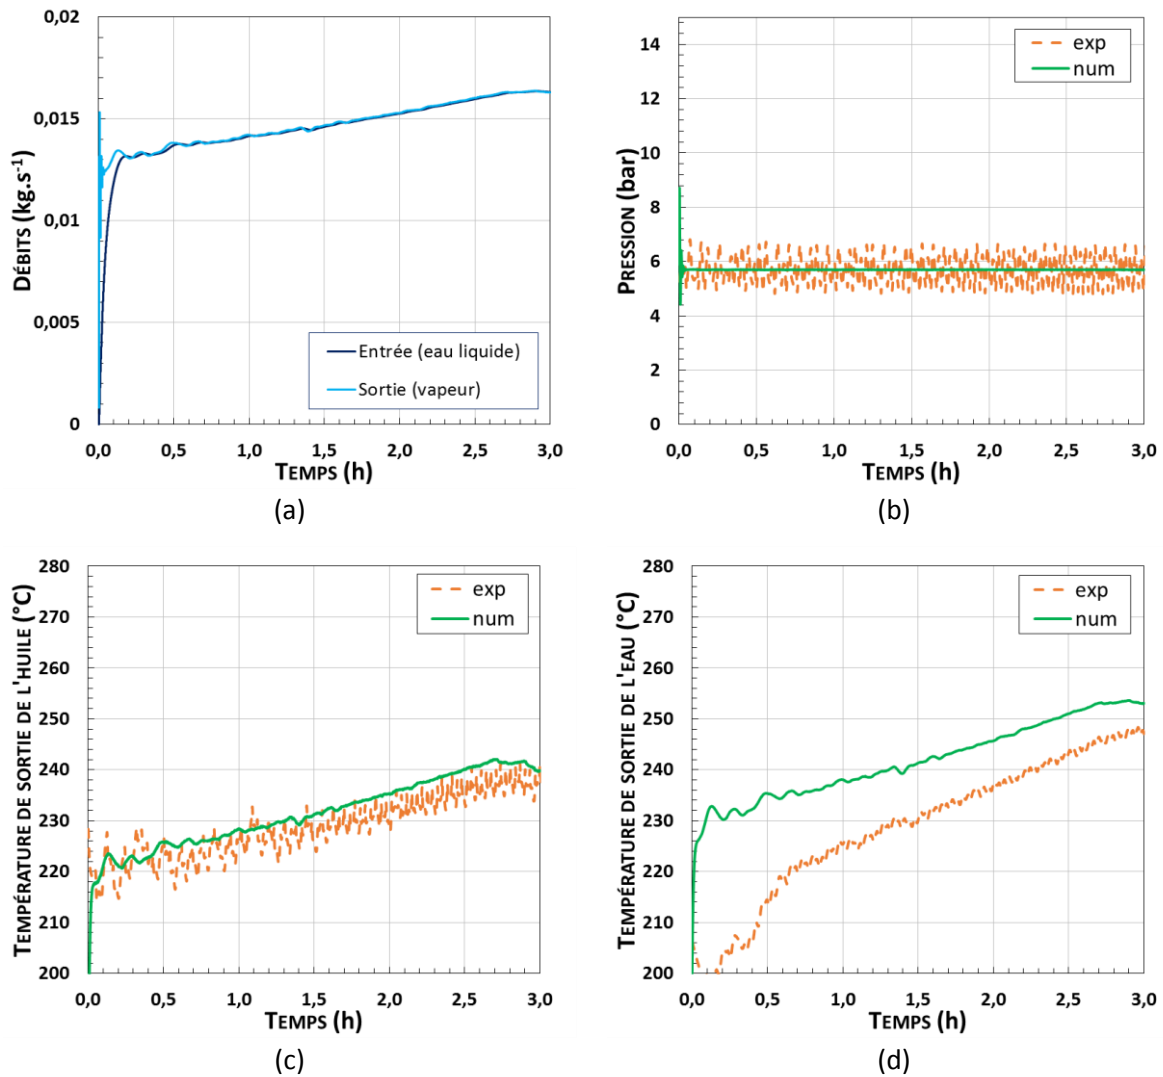 0,02
0,015
0,01
0,005
0
DÉBITS (kg.s-1)
Entrée (eau liquide)
Sortie (vapeur)
0,0 0,5 1,0 1,5 2,0 2,5 3,0
TEMPS (h)
(a)
14
12
10
8
6
4
2
0
PRESSION (bar)
exp
num
0,0 0,5 1,0 1,5 2,0 2,5 3,0
TEMPS (h)
(b)
280
270
260
250
240
230
220
210
200
TEMPÉRATURE DE SORTIE DE L'HUILE (°C)
exp
num
0,0 0,5 1,0 1,5 2,0 2,5 3,0
TEMPS (h)
(c)
280
270
260
250
240
230
220
210
200
TEMPÉRATURE DE SORTIE DE L'EAU (°C)
exp
num
0,0 0,5 1,0 1,5 2,0 2,5 3,0
TEMPS (h)
(d)